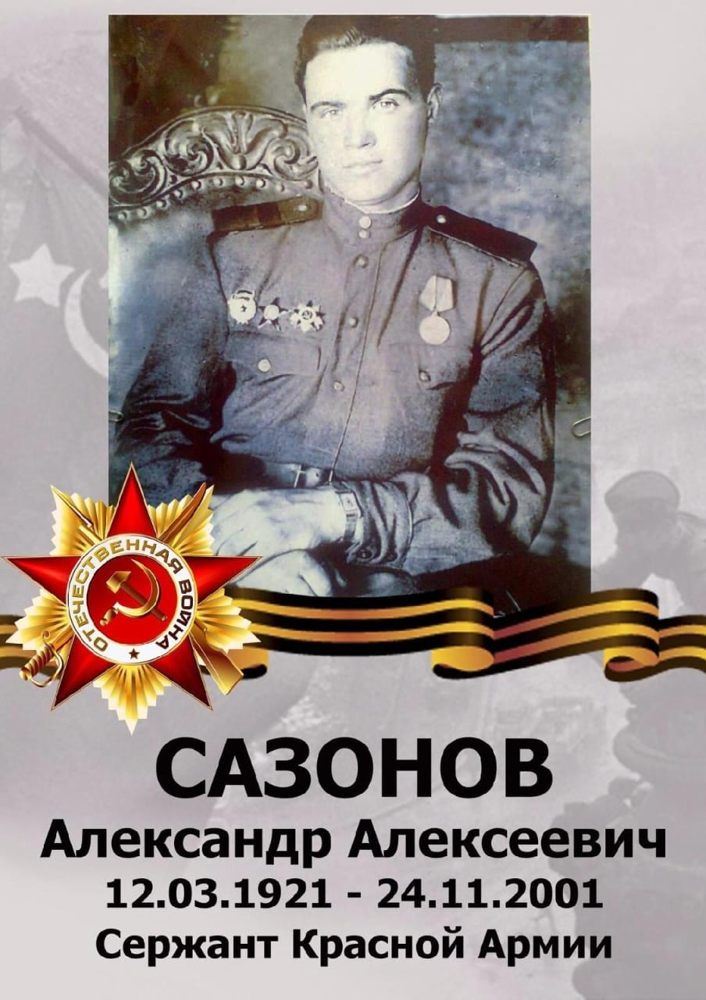 ОТЕЧЕСТВЕННАЯ ВОЙНА
САЗОНОВ
Александр Алексеевич
12.03.1921 - 24.11.2001
Сержант Красной Армии